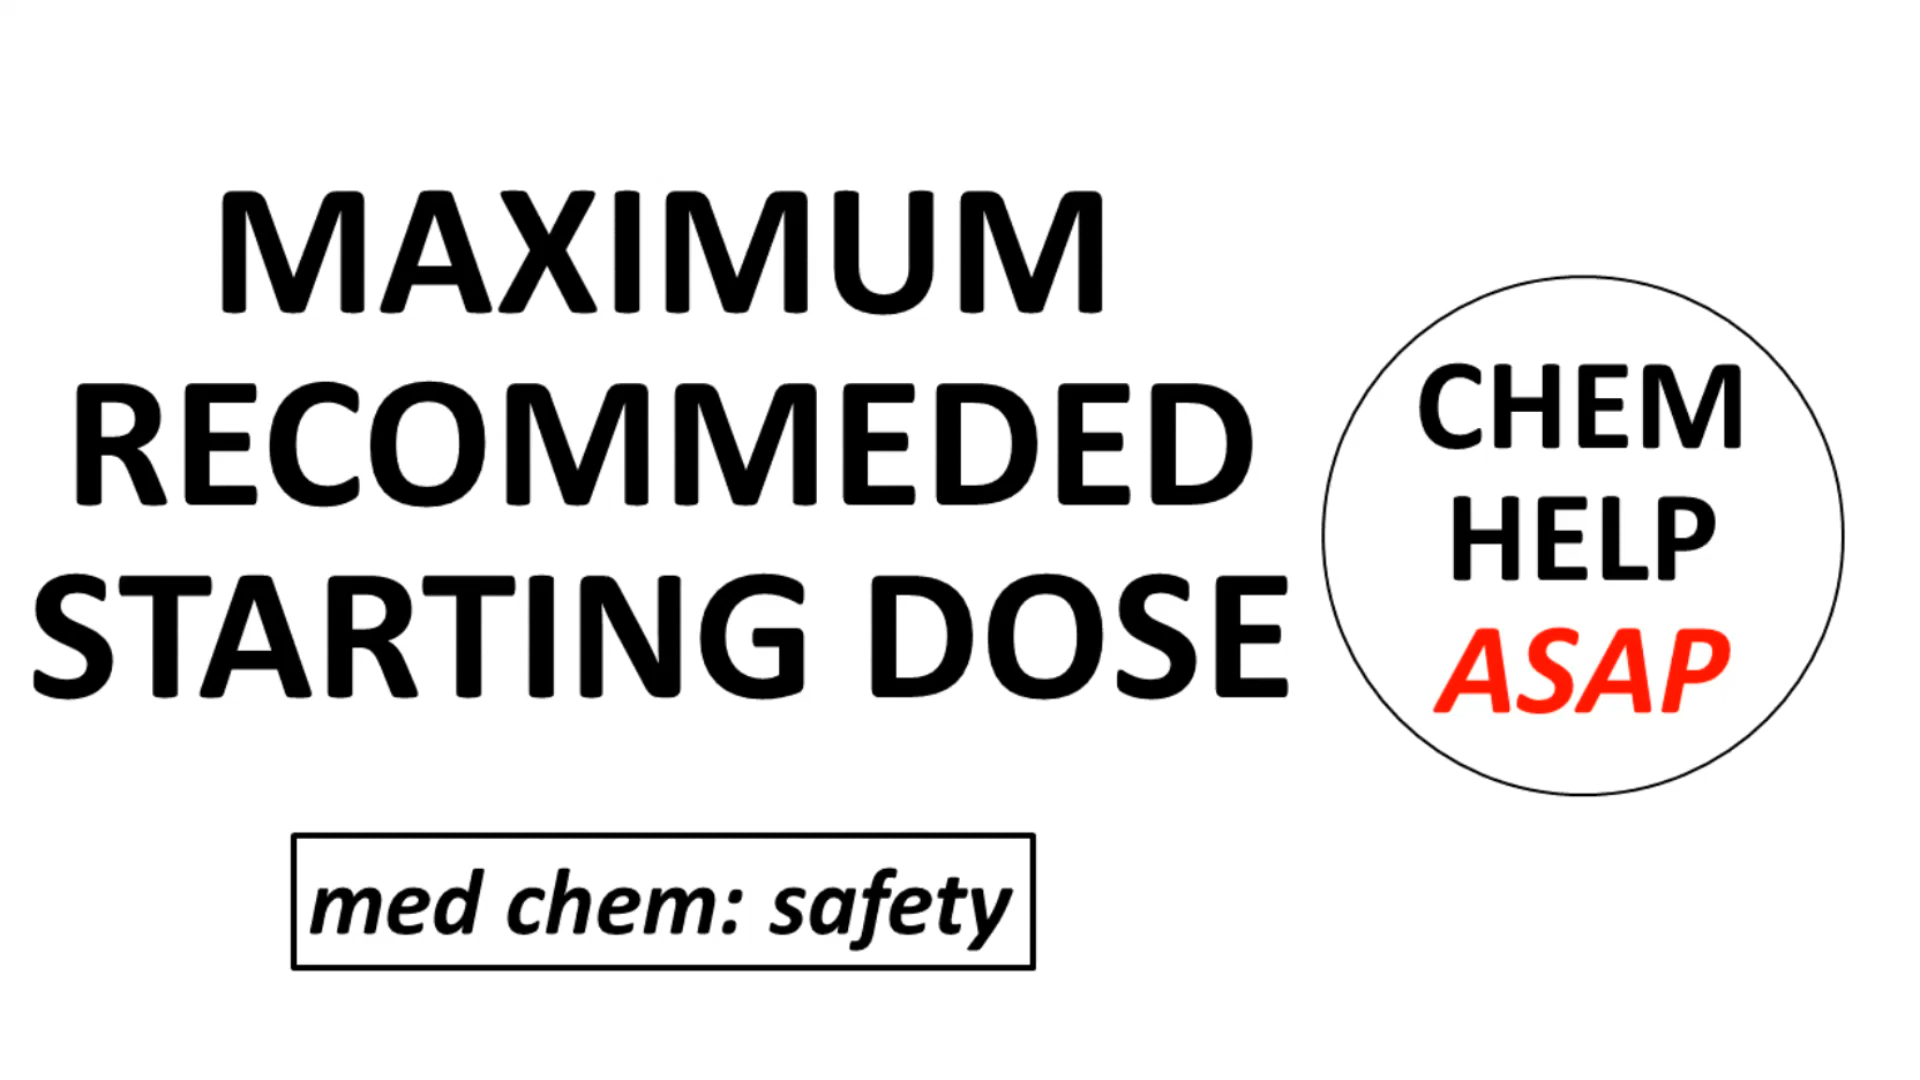 MAXIMUM
RECOMMEDED
STARTING DOSE
med chem: safety
CHEM
HELP
ASAP